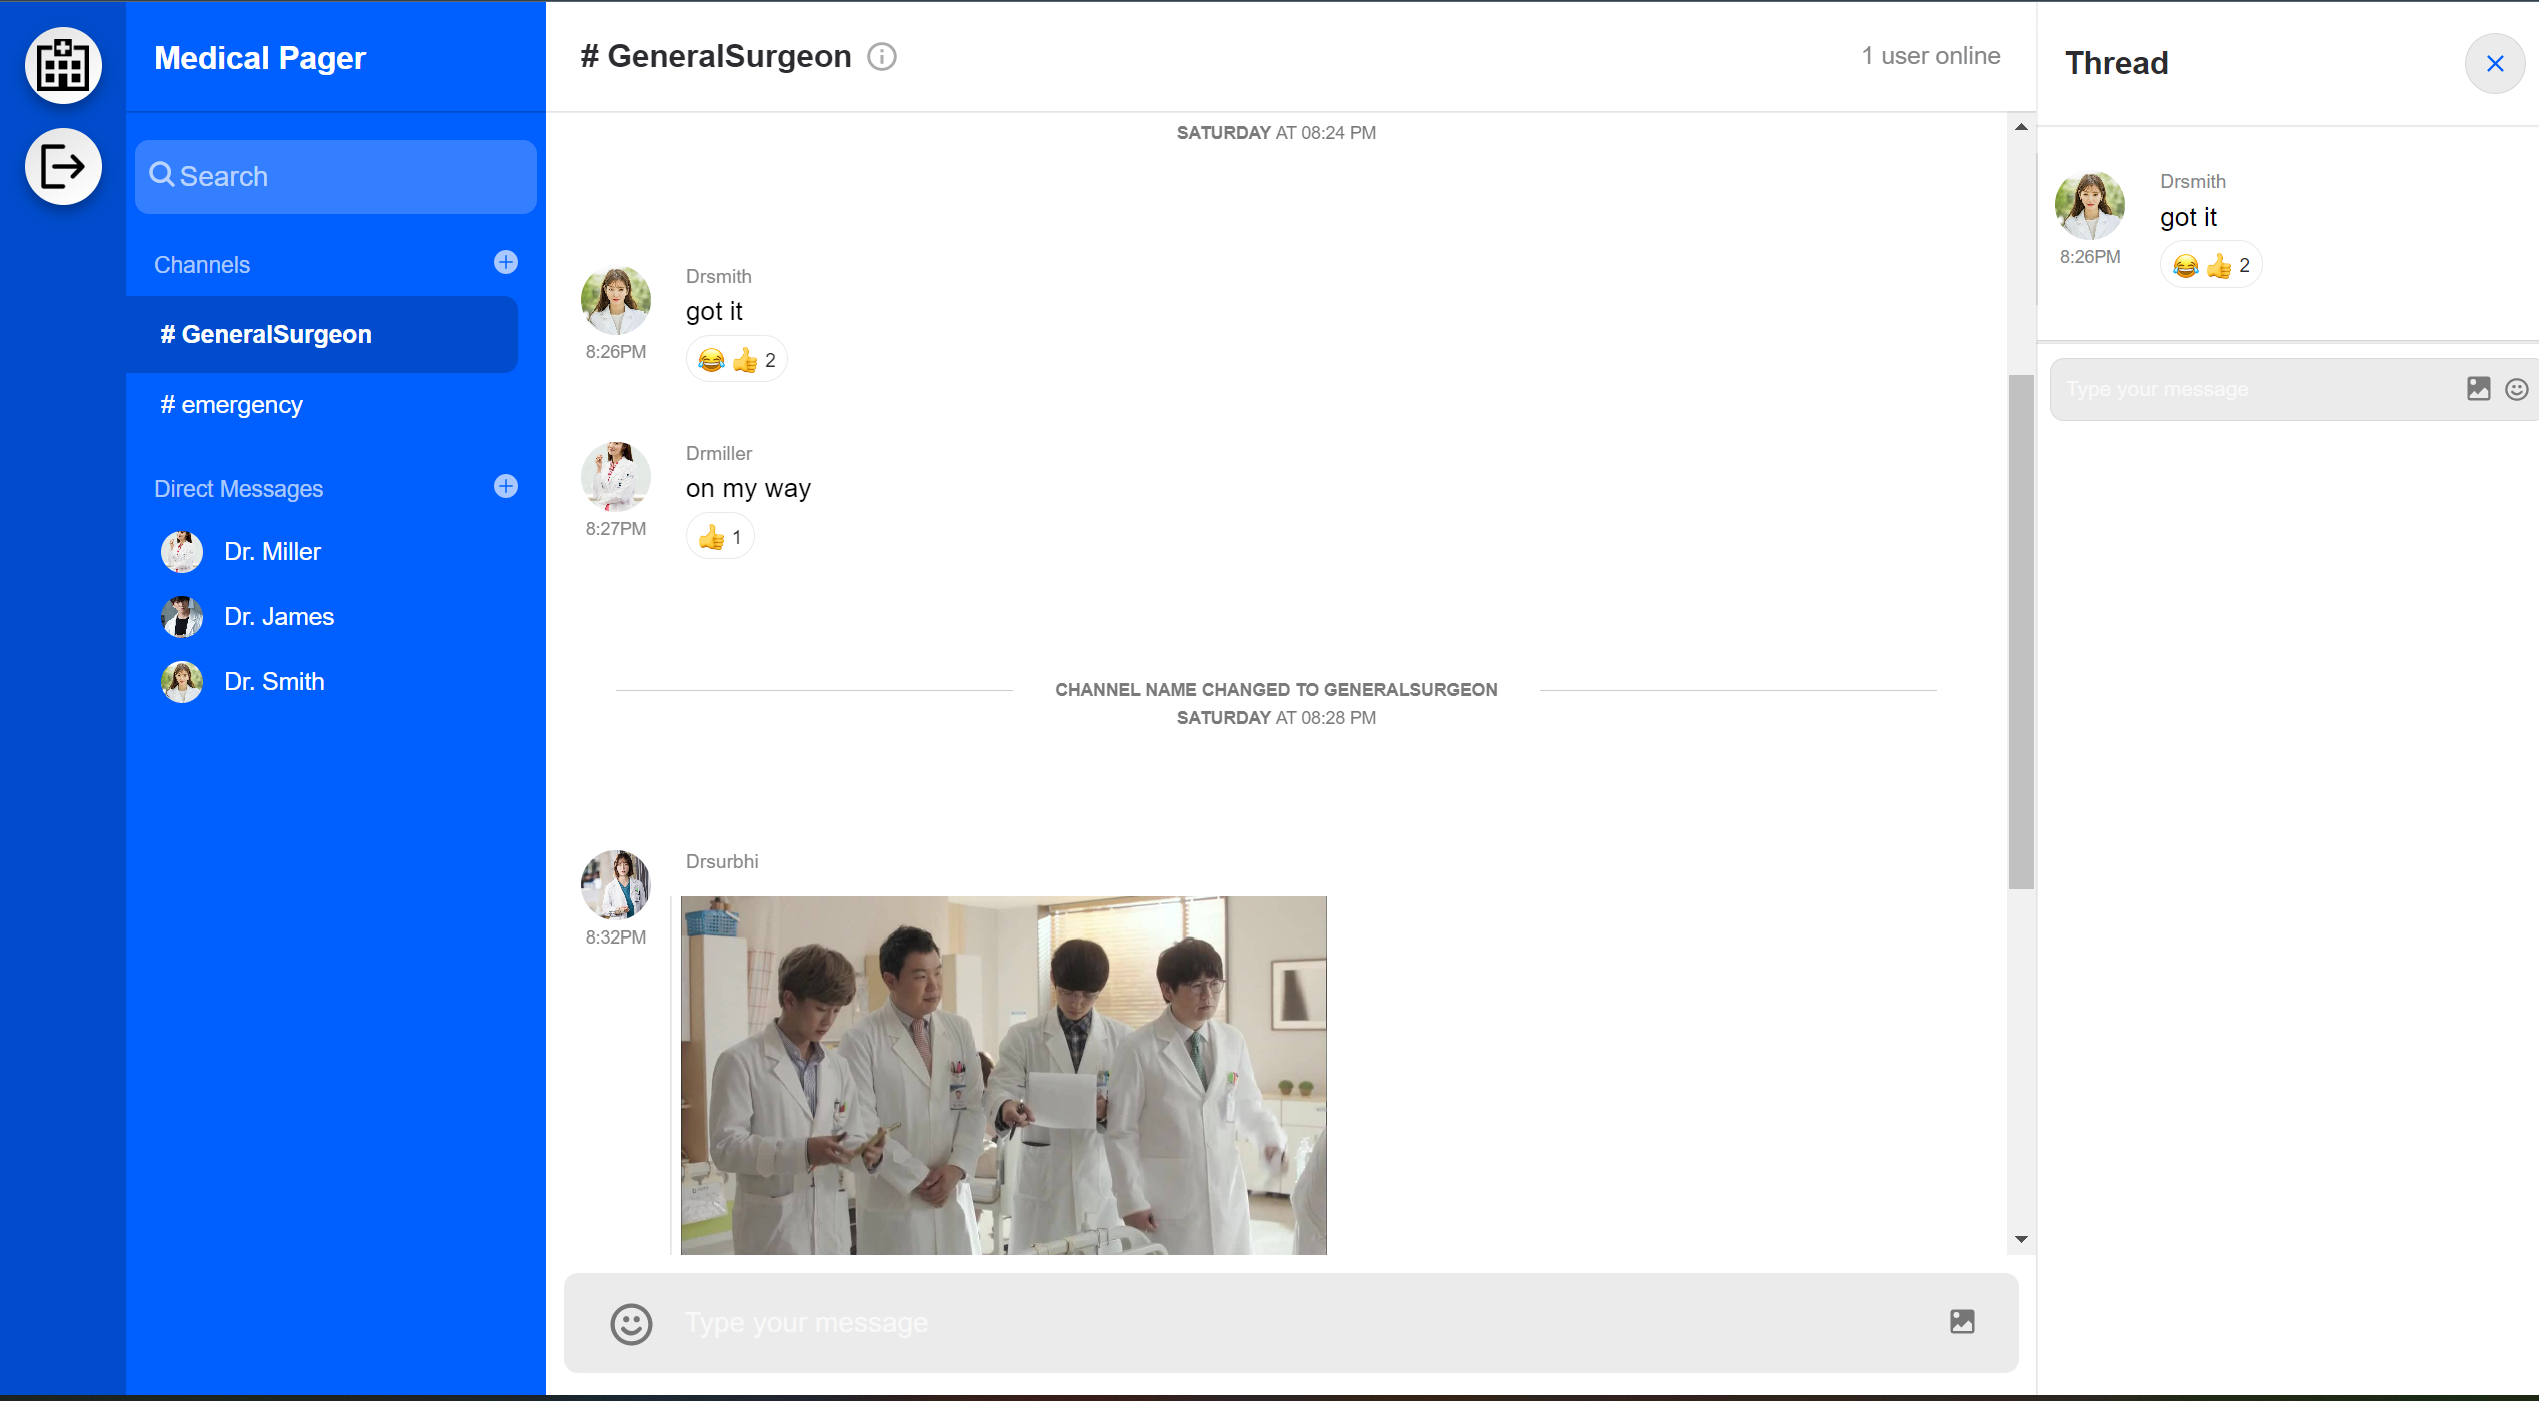 Medical Pager
Search
Channels
# GeneralSurgeon
# emergency
Direct Messages
Dr. Miller
Dr. James
Dr. Smith
# GeneralSurgeon
1 user online
SATURDAY AT 08:24 PM
Drsmith
got it
8:26PM
😂 👍 2
Drmiller
on my way
8:27PM
👍 1
CHANNEL NAME CHANGED TO GENERALSURGEON
SATURDAY AT 08:28 PM
Drsurbhi
8:32PM
Type your message
Thread
Drsmith
got it
8:26PM
😂 👍 2
Type your message